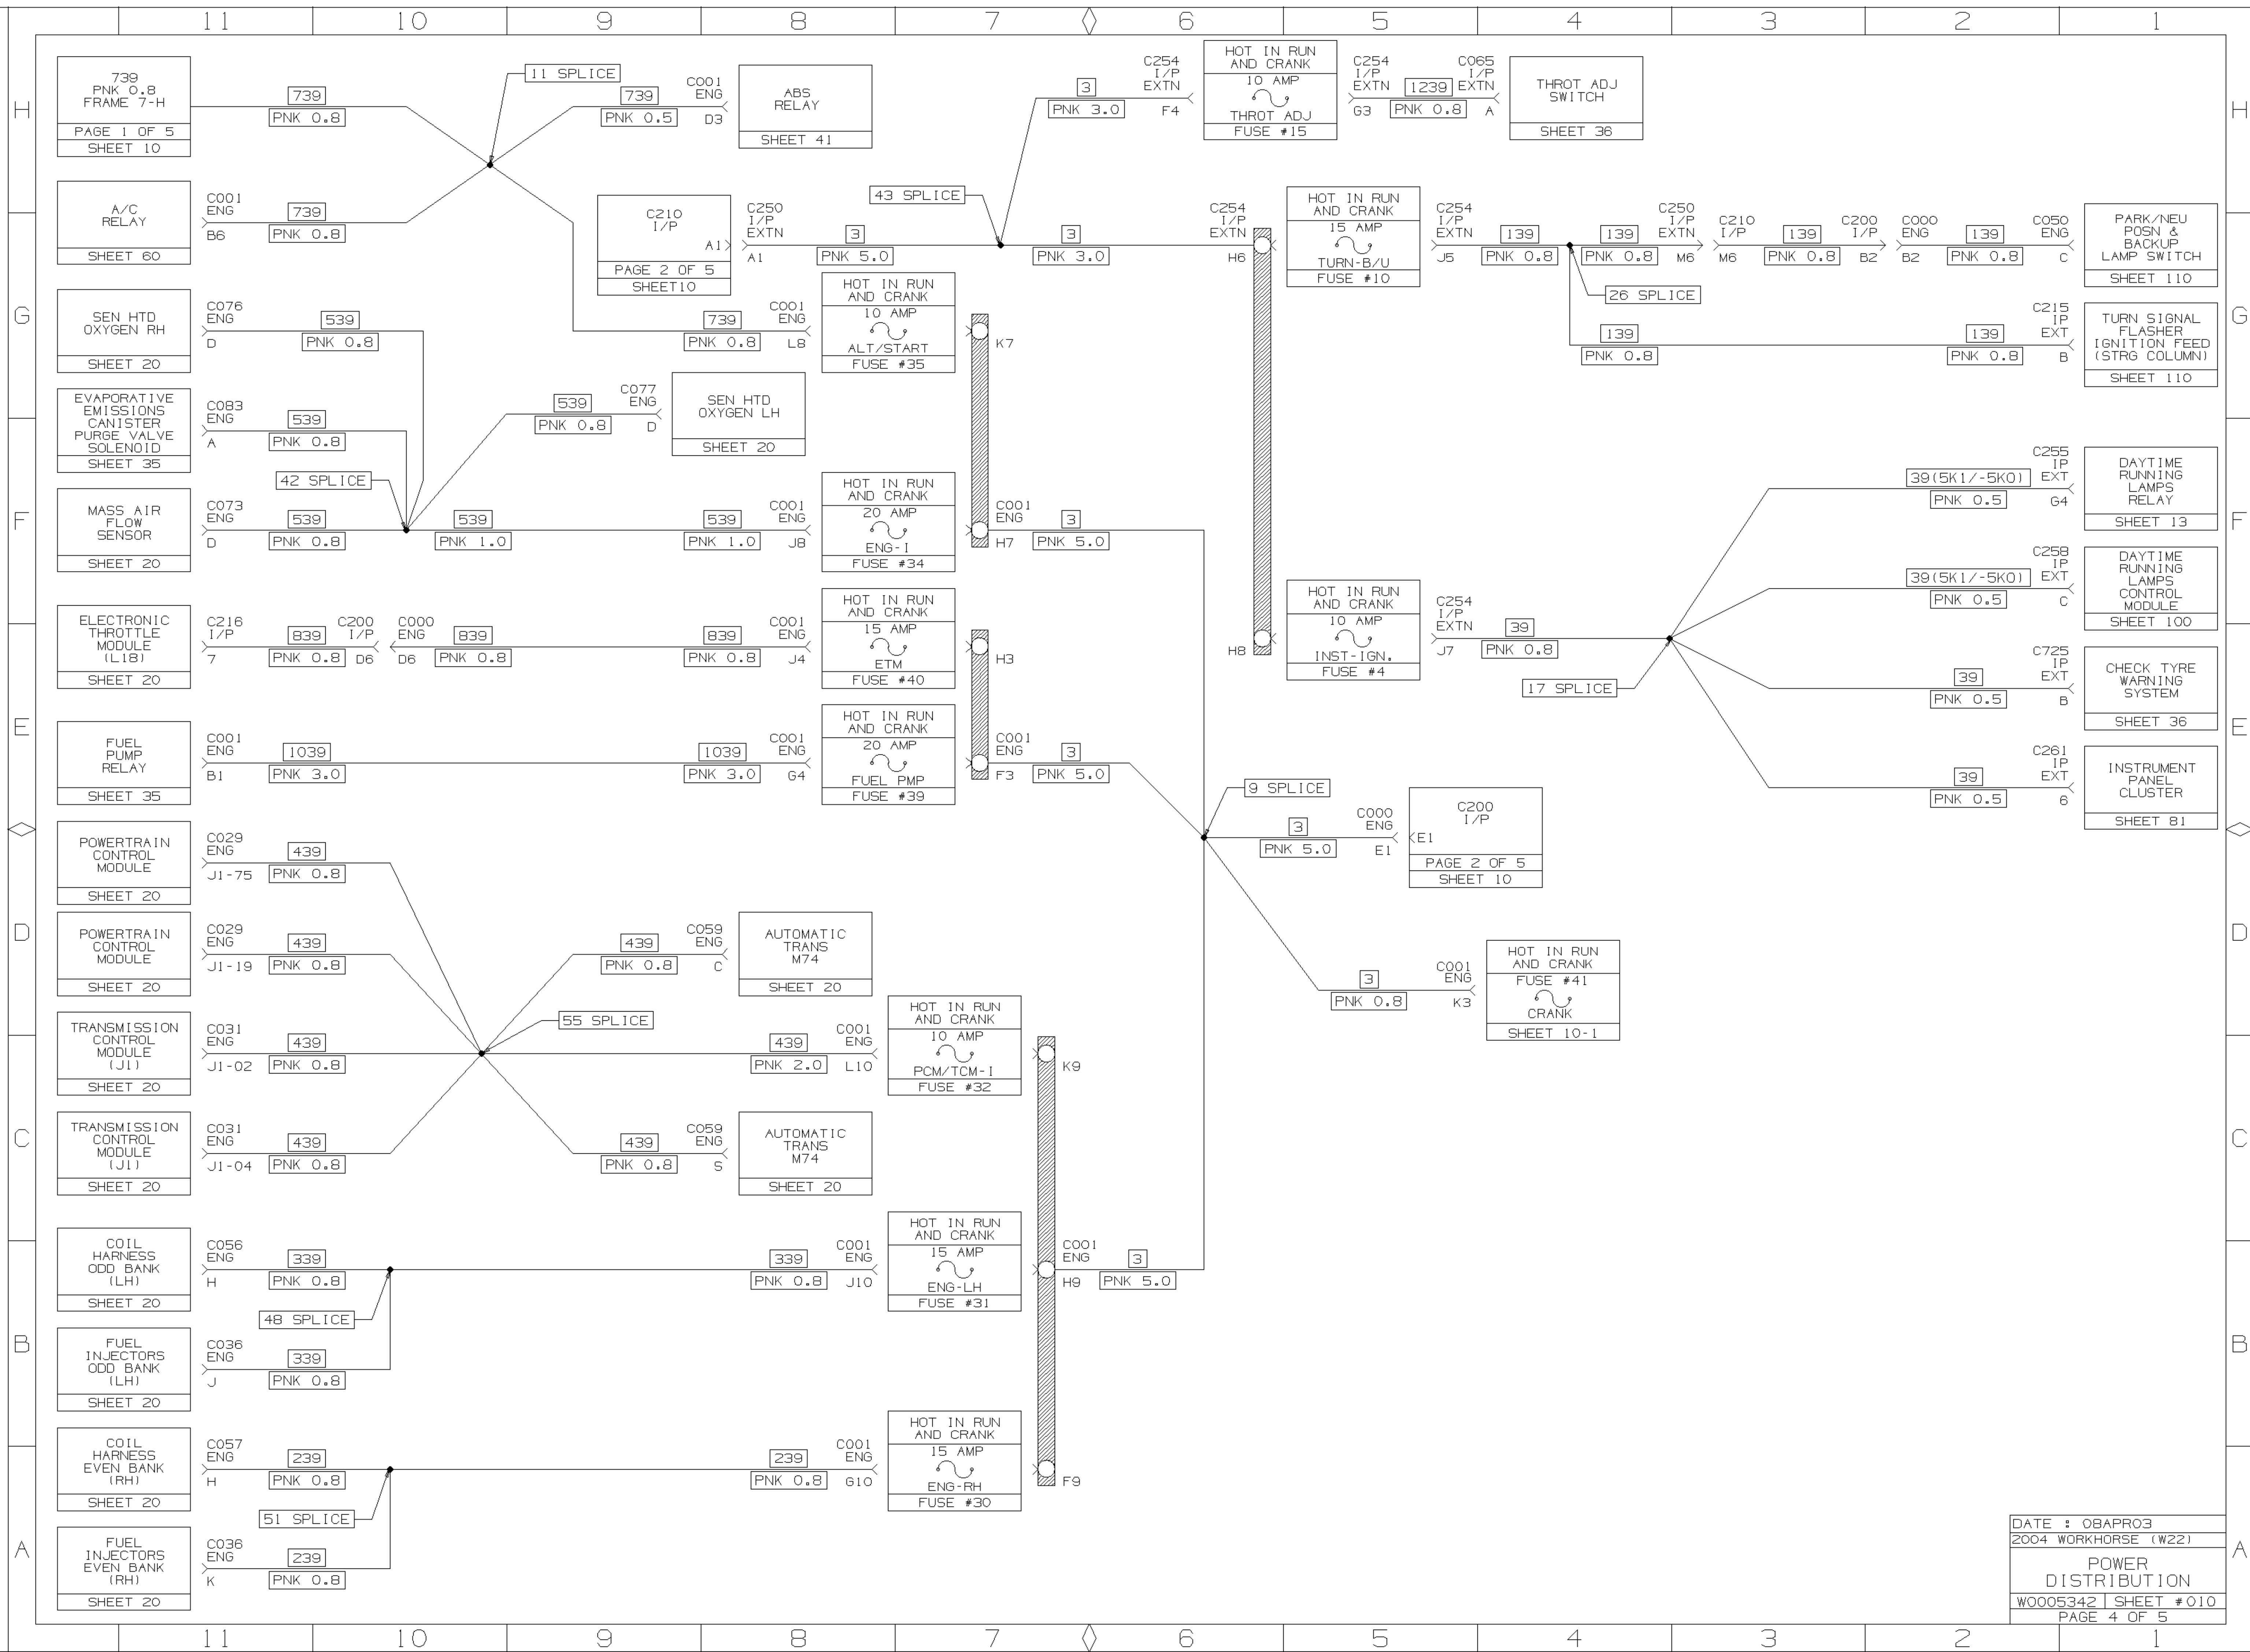 11
10
9
8
7
6
5
4
3
2
1
H
H
739
PNK 0.8
FRAME 7-H
PAGE 1 OF 5
SHEET 10
739
PNK 0.8
11 SPLICE
739
PNK 0.5
C001
ENG
D3
ABS
RELAY
SHEET 41
3
PNK 3.0
C254
I/P
EXTN
F4
HOT IN RUN
AND CRANK
10 AMP
THROT ADJ
FUSE #15
C254
I/P
EXTN
G3
1239
PNK 0.8
C065
I/P
EXTN
A
THROT ADJ
SWITCH
SHEET 36
A/C
RELAY
SHEET 60
C001
ENG
B6
739
PNK 0.8
C210
I/P
A1
PAGE 2 OF 5
SHEET10
C250
I/P
EXTN
A1
3
PNK 5.0
43 SPLICE
3
PNK 3.0
C254
I/P
EXTN
H6
HOT IN RUN
AND CRANK
15 AMP
TURN-B/U
FUSE #10
C254
I/P
EXTN
J5
139
PNK 0.8
139
PNK 0.8
C250
I/P
EXTN
M6
C210
I/P
M6
139
PNK 0.8
C200
I/P
B2
C000
ENG
B2
139
PNK 0.8
C050
ENG
C
PARK/NEU
POSN &
BACKUP
LAMP SWITCH
SHEET 110
26 SPLICE
G
G
SEN HTD
OXYGEN RH
SHEET 20
C076
ENG
D
539
PNK 0.8
739
PNK 0.8
C001
ENG
L8
HOT IN RUN
AND CRANK
10 AMP
ALT/START
FUSE #35
K7
139
PNK 0.8
139
PNK 0.8
C215
IP
EXT
B
TURN SIGNAL
FLASHER
IGNITION FEED
(STRG COLUMN)
SHEET 110
EVAPORATIVE
EMISSIONS
CANISTER
PURGE VALVE
SOLENOID
SHEET 35
C083
ENG
A
539
PNK 0.8
539
PNK 0.8
C077
ENG
D
SEN HTD
OXYGEN LH
SHEET 20
42 SPLICE
F
F
MASS AIR
FLOW
SENSOR
SHEET 20
C073
ENG
D
539
PNK 0.8
539
PNK 1.0
539
PNK 1.0
C001
ENG
J8
HOT IN RUN
AND CRANK
20 AMP
ENG-I
FUSE #34
C001
ENG
H7
3
PNK 5.0
39(5K1/-5K0)
PNK 0.5
C255
IP
EXT
G4
DAYTIME
RUNNING
LAMPS
RELAY
SHEET 13
39(5K1/-5K0)
PNK 0.5
C258
IP
EXT
C
DAYTIME
RUNNING
LAMPS
CONTROL
MODULE
SHEET 100
ELECTRONIC
THROTTLE
MODULE
(L18)
SHEET 20
C216
I/P
7
839
PNK 0.8
C200
I/P
D6
C000
ENG
D6
839
PNK 0.8
839
PNK 0.8
C001
ENG
J4
HOT IN RUN
AND CRANK
15 AMP
ETM
FUSE #40
H3
H8
HOT IN RUN
AND CRANK
10 AMP
INST-IGN.
FUSE #4
C254
I/P
EXTN
J7
39
PNK 0.8
17 SPLICE
39
PNK 0.5
C725
IP
EXT
B
CHECK TYRE
WARNING
SYSTEM
SHEET 36
E
E
FUEL
PUMP
RELAY
SHEET 35
C001
ENG
B1
1039
PNK 3.0
1039
PNK 3.0
C001
ENG
G4
HOT IN RUN
AND CRANK
20 AMP
FUEL PMP
FUSE #39
C001
ENG
F3
3
PNK 5.0
39
PNK 0.5
C261
IP
EXT
6
INSTRUMENT
PANEL
CLUSTER
SHEET 81
9 SPLICE
3
PNK 5.0
C000
ENG
E1
C200
I/P
E1
PAGE 2 OF 5
SHEET 10
POWERTRAIN
CONTROL
MODULE
SHEET 20
C029
ENG
J1-75
439
PNK 0.8
D
D
POWERTRAIN
CONTROL
MODULE
SHEET 20
C029
ENG
J1-19
439
PNK 0.8
439
PNK 0.8
C059
ENG
C
AUTOMATIC
TRANS
M74
SHEET 20
3
PNK 0.8
C001
ENG
K3
HOT IN RUN
AND CRANK
FUSE #41
CRANK
SHEET 10-1
TRANSMISSION
CONTROL
MODULE
(J1)
SHEET 20
C031
ENG
J1-02
439
PNK 0.8
55 SPLICE
439
PNK 2.0
C001
ENG
L10
HOT IN RUN
AND CRANK
10 AMP
PCM/TCM-I
FUSE #32
K9
C
C
TRANSMISSION
CONTROL
MODULE
(J1)
SHEET 20
C031
ENG
J1-04
439
PNK 0.8
439
PNK 0.8
C059
ENG
S
AUTOMATIC
TRANS
M74
SHEET 20
COIL
HARNESS
ODD BANK
(LH)
SHEET 20
C056
ENG
H
339
PNK 0.8
339
PNK 0.8
C001
ENG
J10
HOT IN RUN
AND CRANK
15 AMP
ENG-LH
FUSE #31
C001
ENG
H9
3
PNK 5.0
48 SPLICE
B
B
FUEL
INJECTORS
ODD BANK
(LH)
SHEET 20
C036
ENG
J
339
PNK 0.8
COIL
HARNESS
EVEN BANK
(RH)
SHEET 20
C057
ENG
H
239
PNK 0.8
239
PNK 0.8
C001
ENG
G10
HOT IN RUN
AND CRANK
15 AMP
ENG-RH
FUSE #30
F9
51 SPLICE
A
A
FUEL
INJECTORS
EVEN BANK
(RH)
SHEET 20
C036
ENG
K
239
PNK 0.8
DATE : 08APR03
2004 WORKHORSE (W22)
POWER
DISTRIBUTION
W0005342 SHEET #010
PAGE 4 OF 5
11
10
9
8
7
6
5
4
3
2
1